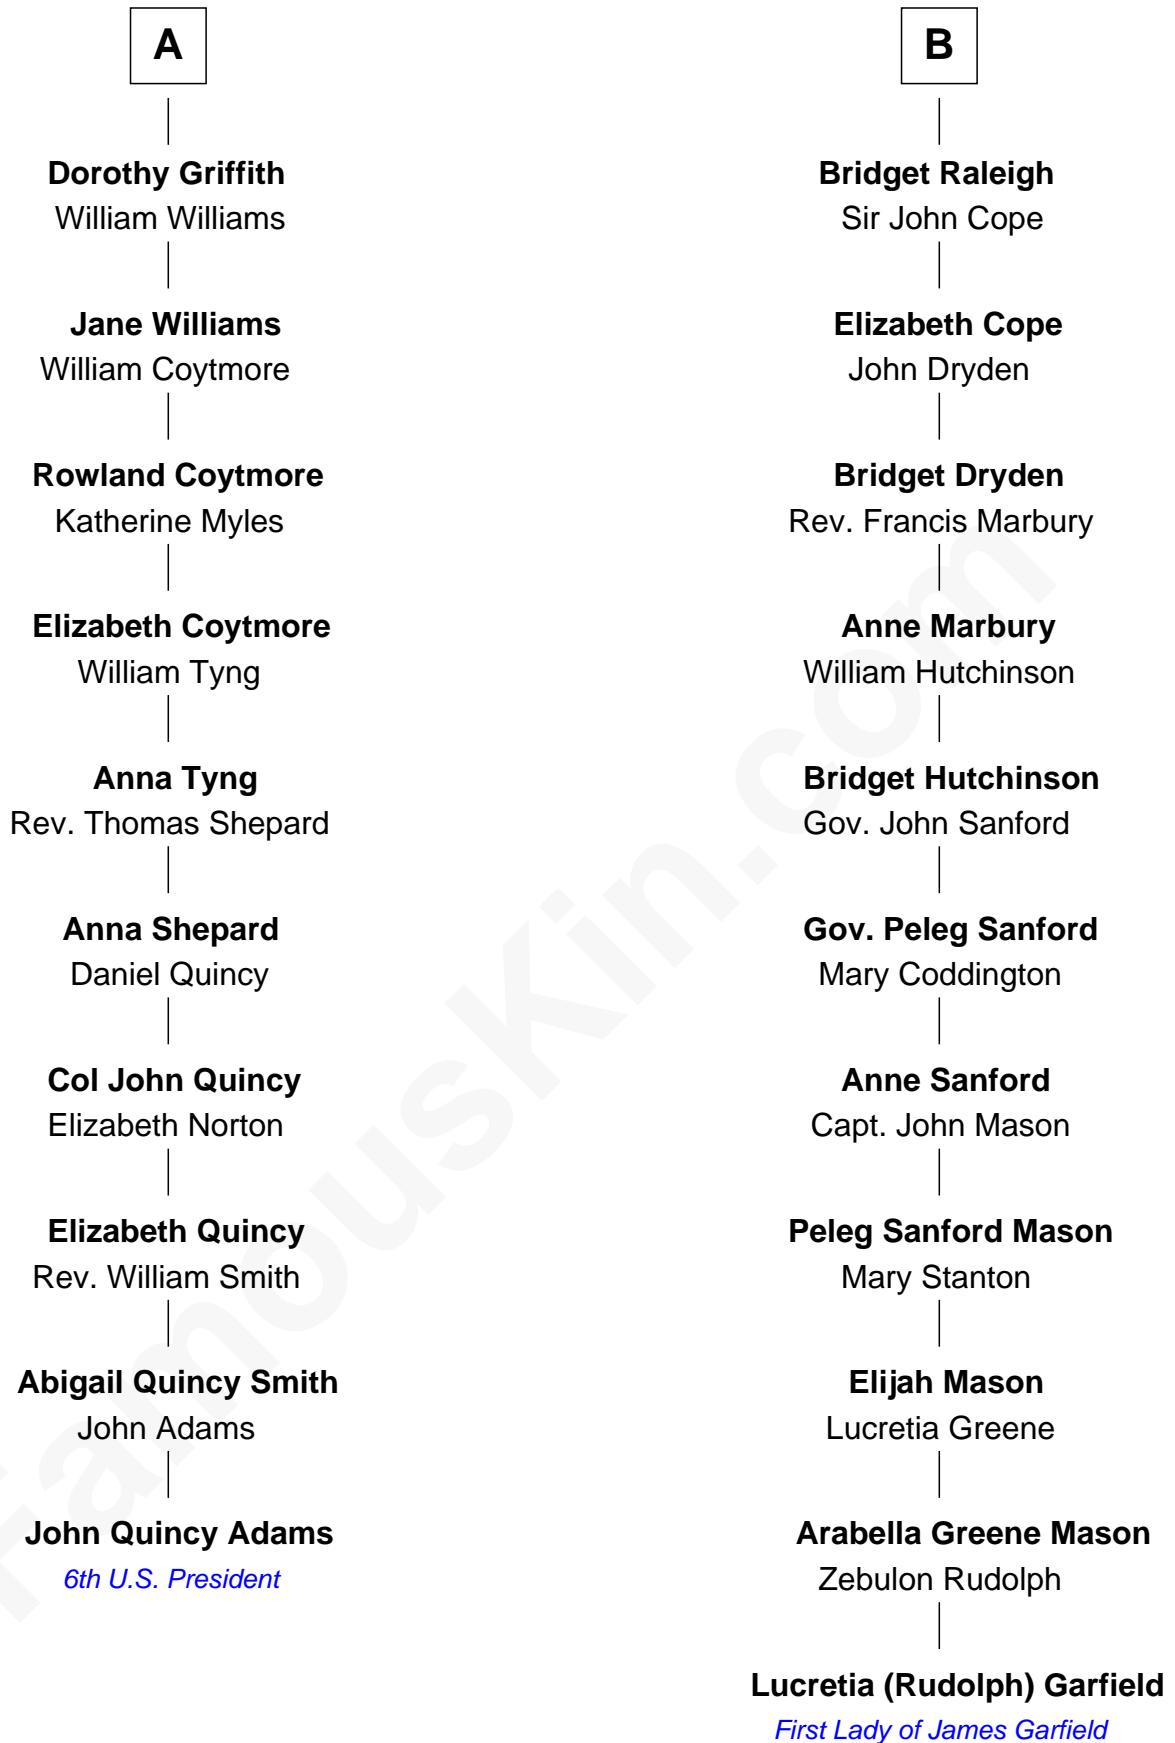 A
Dorothy Griffith
William Williams
Jane Williams
William Coytmore
Rowland Coytmore
Katherine Myles
Elizabeth Coytmore
William Tyng
Anna Tyng
Rev. Thomas Shepard
Anna Shepard
Daniel Quincy
Col John Quincy
Elizabeth Norton
Elizabeth Quincy
Rev. William Smith
Abigail Quincy Smith
John Adams
John Quincy Adams
6th U.S. President
B
Bridget Raleigh
Sir John Cope
Elizabeth Cope
John Dryden
Bridget Dryden
Rev. Francis Marbury
Anne Marbury
William Hutchinson
Bridget Hutchinson
Gov. John Sanford
Gov. Peleg Sanford
Mary Coddington
Anne Sanford
Capt. John Mason
Peleg Sanford Mason
Mary Stanton
Elijah Mason
Lucretia Greene
Arabella Greene Mason
Zebulon Rudolph
Lucretia (Rudolph) Garfield
First Lady of James Garfield
FamousKin.com